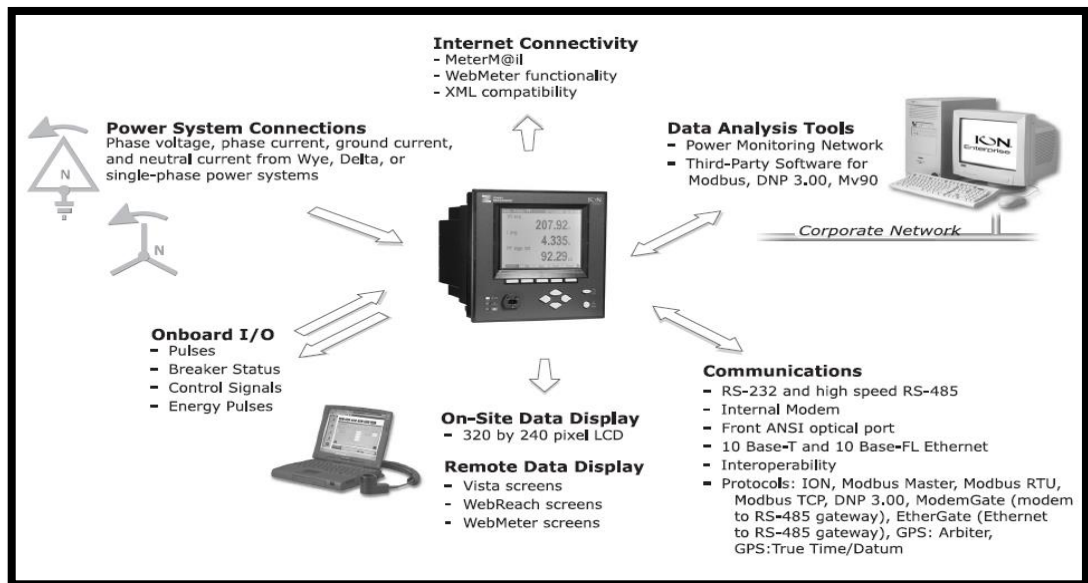 Internet Connectivity
- MeterM@il
- WebMeter functionality
- XML compatibility
Power System Connections
Phase voltage, phase current, ground current,
and neutral current from Wye, Delta, or
single-phase power systems
N
N
Data Analysis Tools
- Power Monitoring Network
- Third-Party Software for
Modbus, DNP 3.00, Mv90
ION
Enterprise
Corporate Network
ION
207.92
4.335
92.29
Onboard I/O
- Pulses
- Breaker Status
- Control Signals
- Energy Pulses
On-Site Data Display
- 320 by 240 pixel LCD
Remote Data Display
- Vista screens
- WebReach screens
- WebMeter screens
Communications
- RS-232 and high speed RS-485
- Internal Modem
- Front ANSI optical port
- 10 Base-T and 10 Base-FL Ethernet
- Interoperability
- Protocols: ION, Modbus Master, Modbus RTU,
Modbus TCP, DNP 3.00, ModemGate (modem
to RS-485 gateway), EtherGate (Ethernet
to RS-485 gateway), GPS: Arbiter,
GPS:True Time/Datum